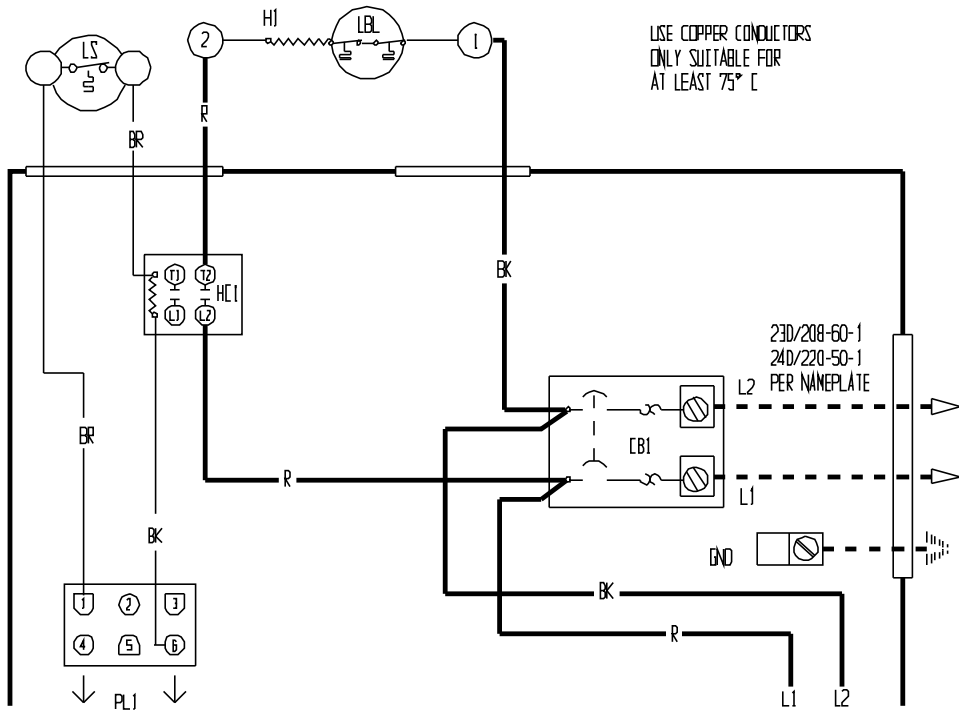 H1
LBL
2
1
LS
USE COPPER CONDUCTORS
ONLY SUITABLE FOR
AT LEAST 75° C
R
BR
BK
T1
T2
HC1
L1
L2
230/208-60-1
240/220-50-1
PER NAMEPLATE
L2
BR
CB1
R
L1
BK
GND
BK
1
2
3
R
4
5
6
PL1
L1
L2